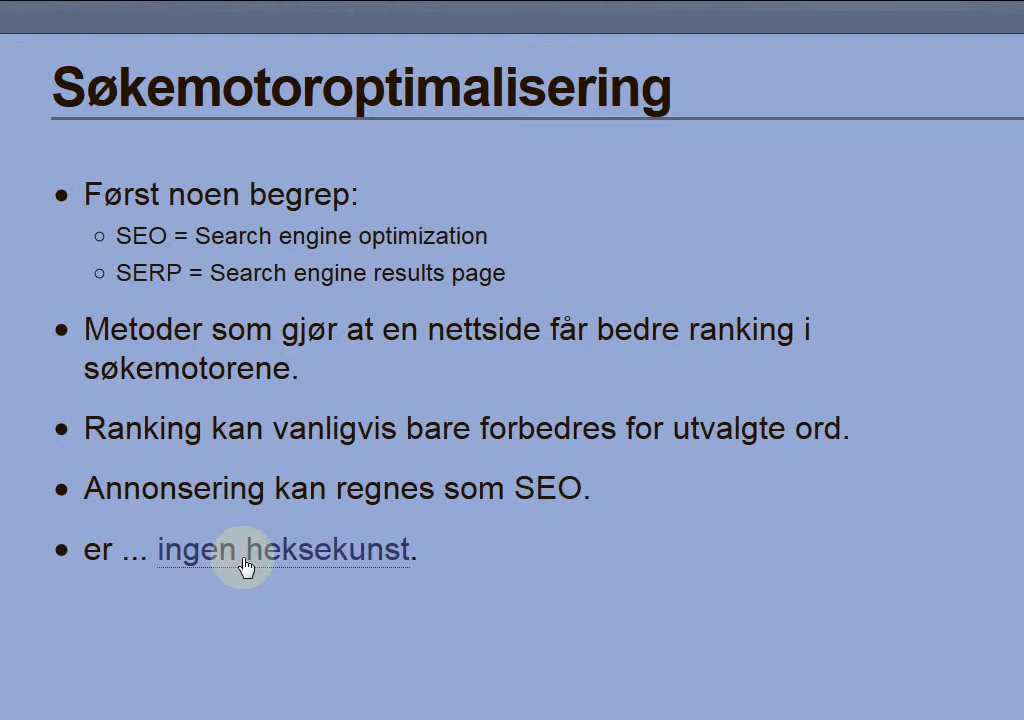 Søkemotoroptimalisering
Først noen begrep:
SEO = Search engine optimization
SERP = Search engine results page
Metoder som gjør at en nettside får bedre ranking i
søkemotorene.
Ranking kan vanligvis bare forbedres for utvalgte ord.
Annonsering kan regnes som SEO.
er ... ingen heksekunst.